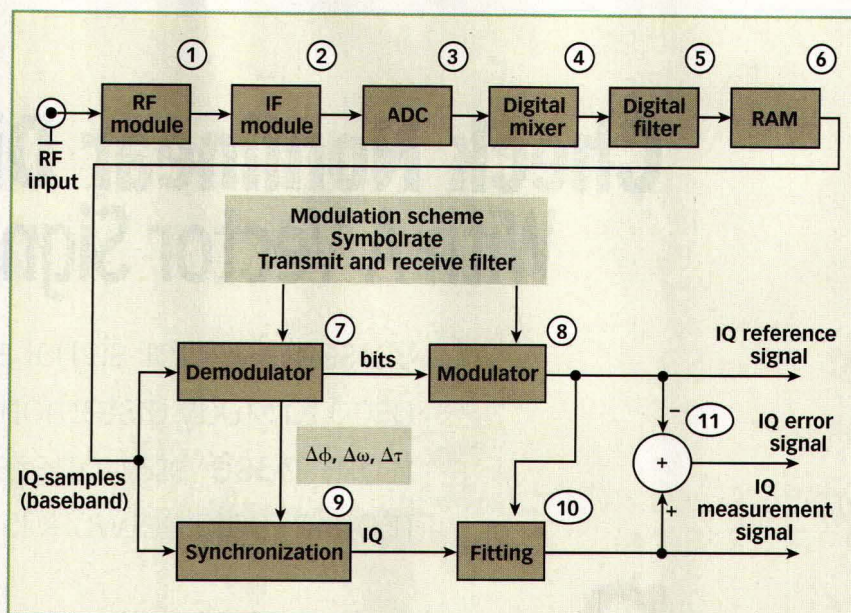 1
2
3
4
5
6
RF
module
IF
module
ADC
Digital
mixer
Digital
filter
RAM
RF
input
Modulation scheme
Symbolrate
Transmit and receive filter
7
8
IQ reference
signal
Demodulator
bits
Modulator
−
11
IQ error
signal
+
Δϕ, Δω, Δτ
IQ-samples
(baseband)
9
10
+
IQ
measurement
signal
Synchronization
IQ
Fitting